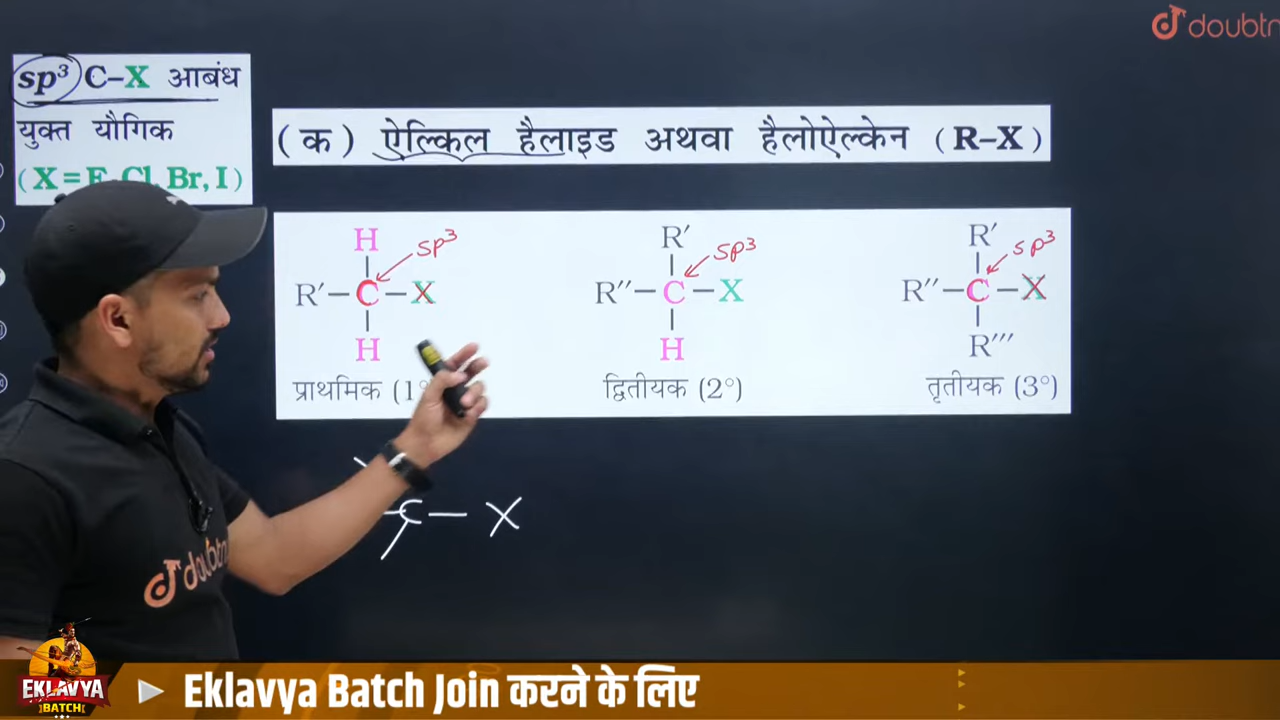 doubtn
sp³ C–X आबंध
युक्त यौगिक
(X = F, Cl, Br, I)
(क) ऐल्किल हैलाइड अथवा हैलोऐल्केन (R–X)
H
sp³
R′–C–X
H
प्राथमिक (1°
R′
sp³
R″–C–X
H
द्वितीयक (2°)
R′
sp³
R″–C–X
R‴
तृतीयक (3°)
C – X
doubtn
EKLAVYA
BATCH
Eklavya Batch Join करने के लिए